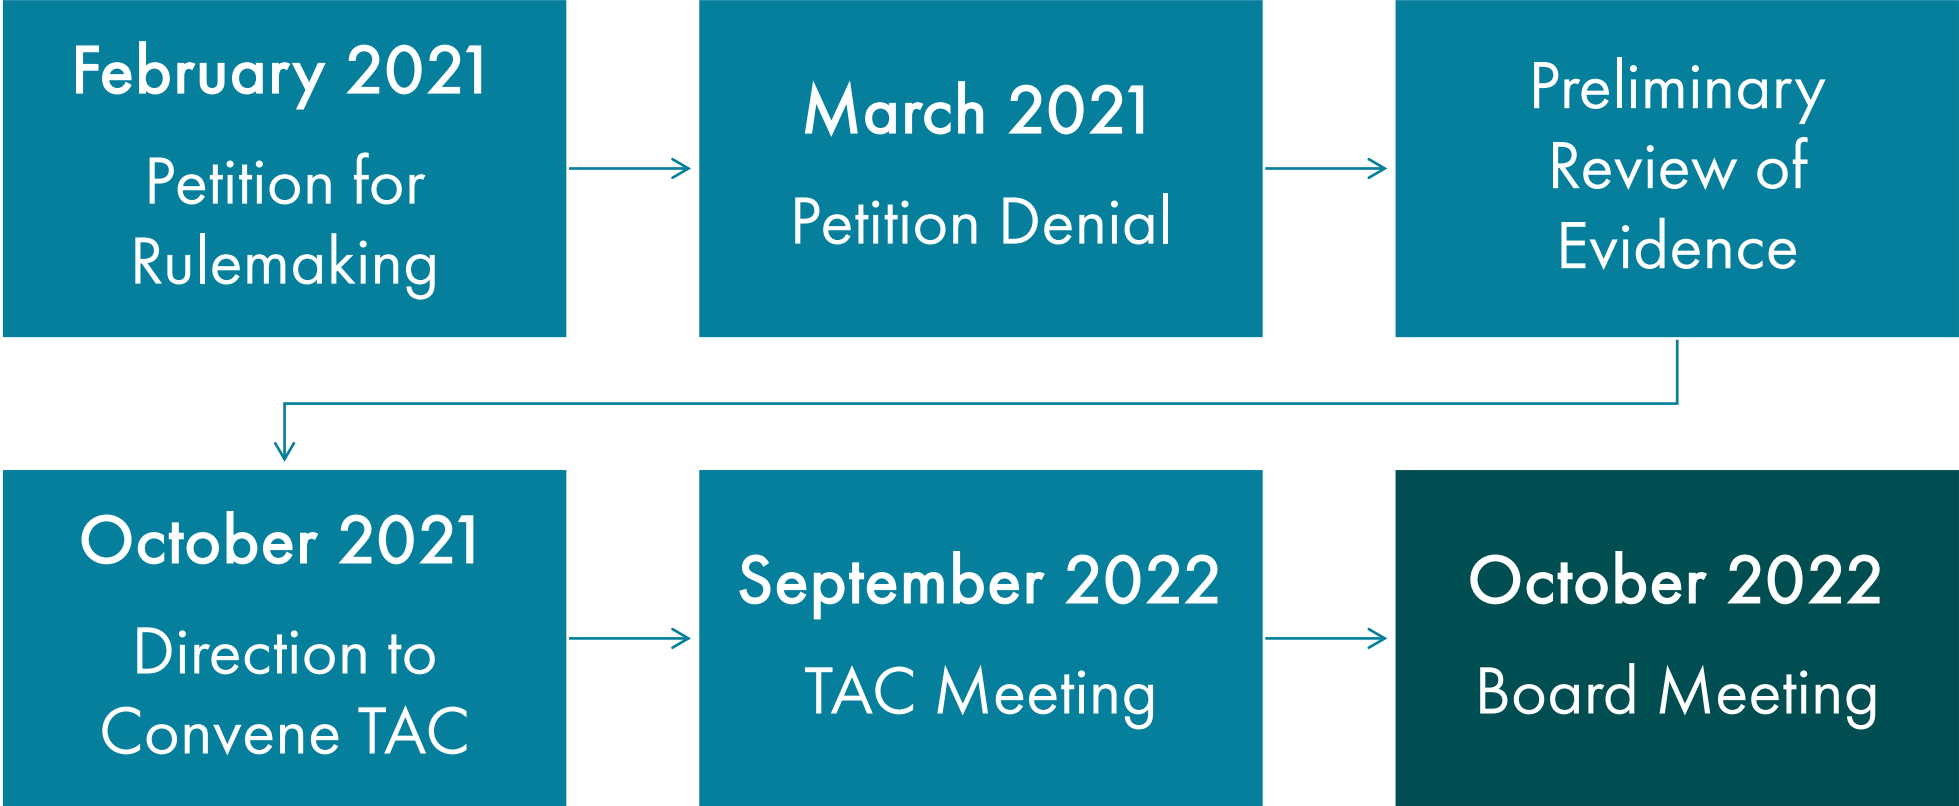 February 2021
Petition for
Rulemaking
March 2021
Petition Denial
Preliminary
Review of
Evidence
October 2021
Direction to
Convene TAC
September 2022
TAC Meeting
October 2022
Board Meeting